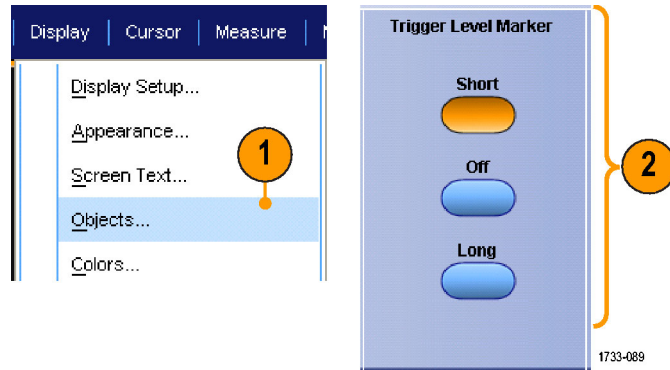 Display | Cursor | Measure |
Display Setup...
Appearance...
1
Screen Text...
Objects...
Colors...
Trigger Level Marker
Short
Off
2
Long
1733-089